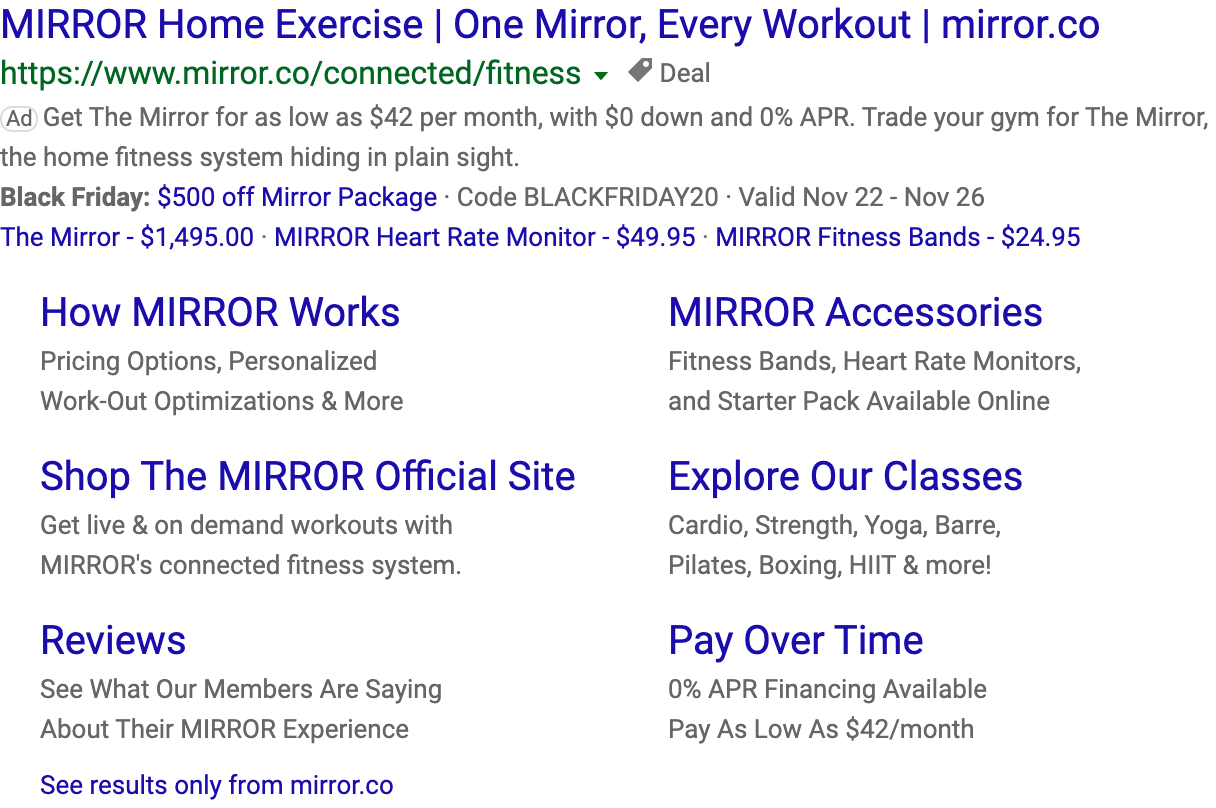 MIRROR Home Exercise | One Mirror, Every Workout | mirror.co
https://www.mirror.co/connected/fitness Deal
Ad Get The Mirror for as low as $42 per month, with $0 down and 0% APR. Trade your gym for The Mirror,
the home fitness system hiding in plain sight.
Black Friday: $500 off Mirror Package · Code BLACKFRIDAY20 · Valid Nov 22 - Nov 26
The Mirror - $1,495.00 · MIRROR Heart Rate Monitor - $49.95 · MIRROR Fitness Bands - $24.95
How MIRROR Works
Pricing Options, Personalized
Work-Out Optimizations & More
MIRROR Accessories
Fitness Bands, Heart Rate Monitors,
and Starter Pack Available Online
Shop The MIRROR Official Site
Get live & on demand workouts with
MIRROR's connected fitness system.
Explore Our Classes
Cardio, Strength, Yoga, Barre,
Pilates, Boxing, HIIT & more!
Reviews
See What Our Members Are Saying
About Their MIRROR Experience
Pay Over Time
0% APR Financing Available
Pay As Low As $42/month
See results only from mirror.co